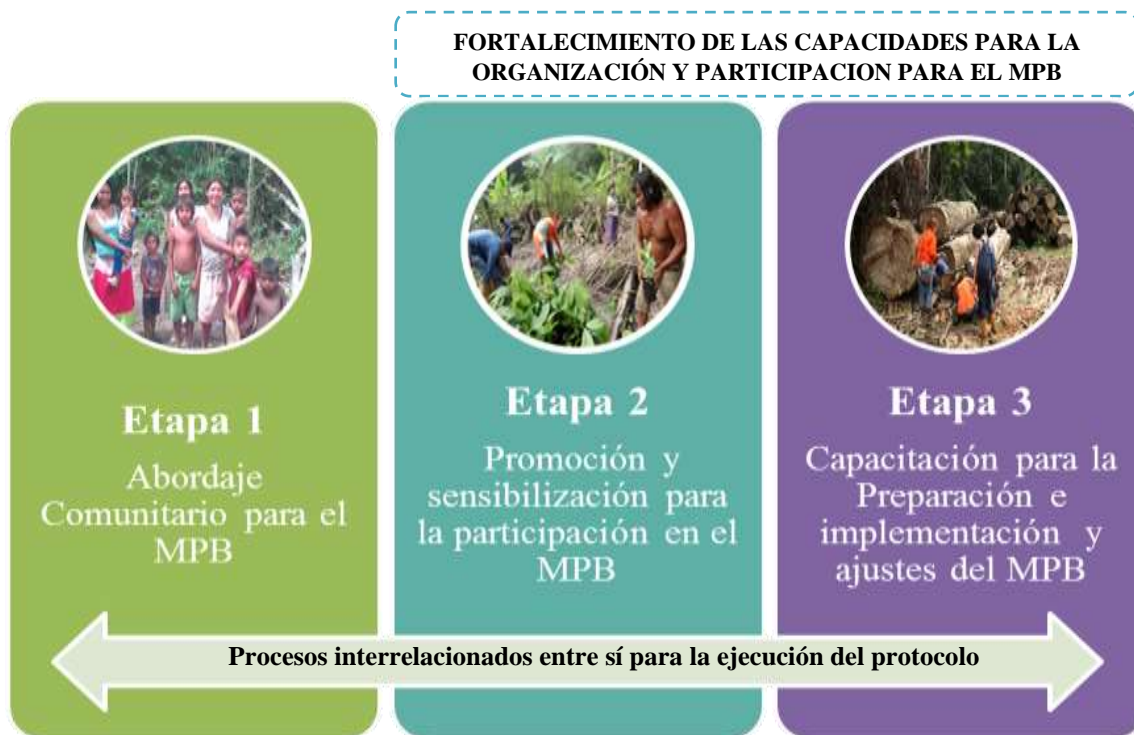 FORTALECIMIENTO DE LAS CAPACIDADES PARA LA
ORGANIZACIÓN Y PARTICIPACION PARA EL MPB
Etapa 1
Abordaje
Comunitario para el
MPB
Etapa 2
Promoción y
sensibilización para
la participación en el
MPB
Etapa 3
Capacitación para la
Preparación e
implementación y
ajustes del MPB
Procesos interrelacionados entre sí para la ejecución del protocolo